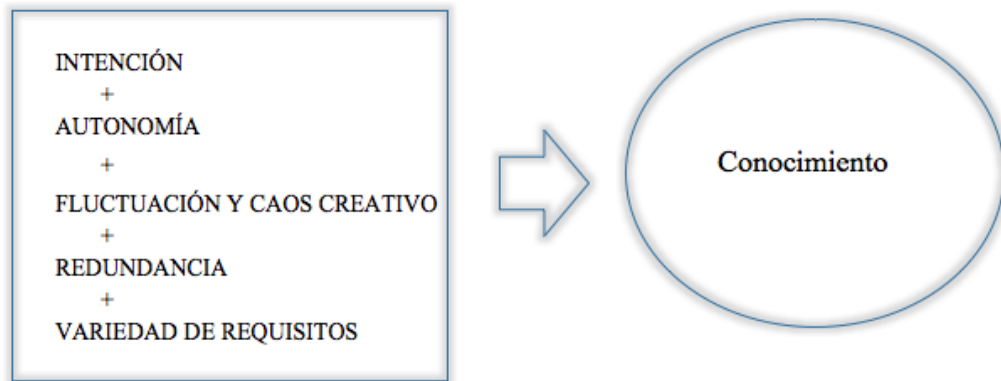 INTENCIÓN
+
AUTONOMÍA
+
FLUCTUACIÓN Y CAOS CREATIVO
+
REDUNDANCIA
+
VARIEDAD DE REQUISITOS
Conocimiento